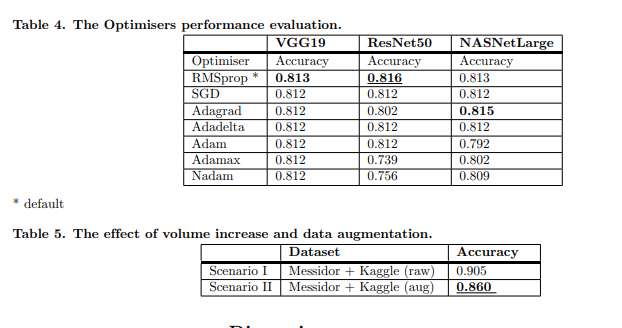 Table 4. The Optimisers performance evaluation.
VGG19 ResNet50 NASNetLarge
Optimiser Accuracy Accuracy Accuracy
RMSprop * 0.813 0.816 0.813
SGD 0.812 0.812 0.812
Adagrad 0.812 0.802 0.815
Adadelta 0.812 0.812 0.812
Adam 0.812 0.812 0.792
Adamax 0.812 0.739 0.802
Nadam 0.812 0.756 0.809
* default
Table 5. The effect of volume increase and data augmentation.
Dataset Accuracy
Scenario I Messidor + Kaggle (raw) 0.905
Scenario II Messidor + Kaggle (aug) 0.860